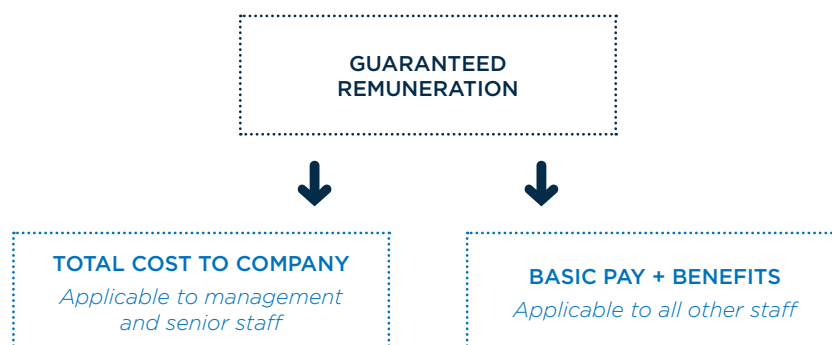 GUARANTEED
REMUNERATION
TOTAL COST TO COMPANY
Applicable to management
and senior staff
BASIC PAY + BENEFITS
Applicable to all other staff